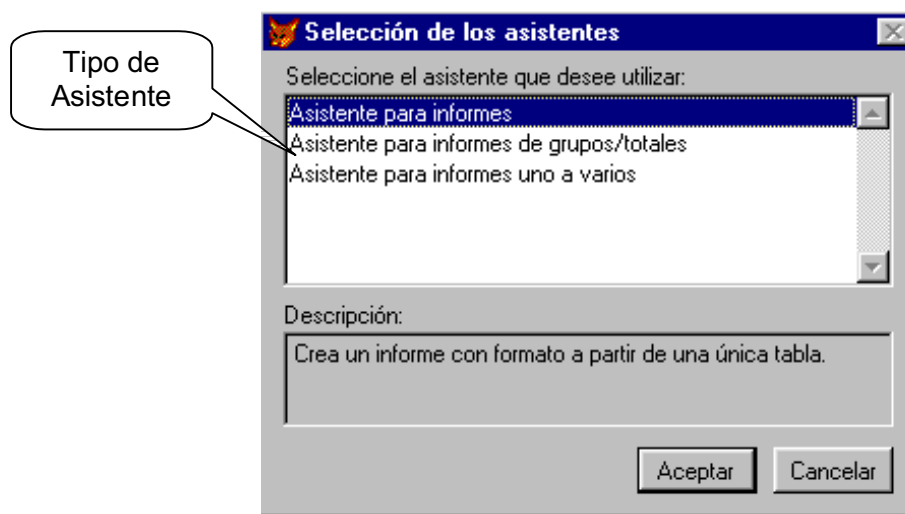 Tipo de
Asistente
Selección de los asistentes
Seleccione el asistente que desee utilizar:
Asistente para informes
Asistente para informes de grupos/totales
Asistente para informes uno a varios
Descripción:
Crea un informe con formato a partir de una única tabla.
Aceptar
Cancelar